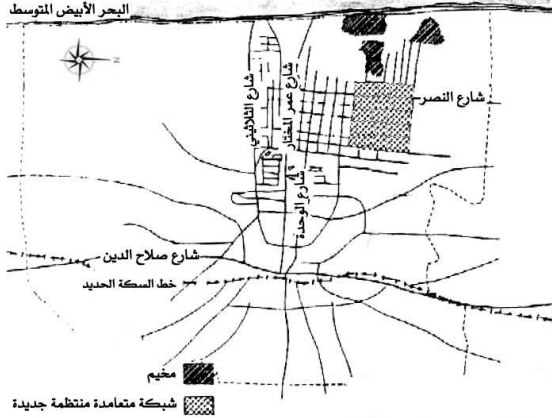 البحر الأبيض المتوسط
N
شارع النصر
شارع عمر المختار
شارع الثلاثيني
شارع الوحدة
شارع صلاح الدين
خط السكة الحديد
مخيم
شبكة متعامدة منتظمة جديدة